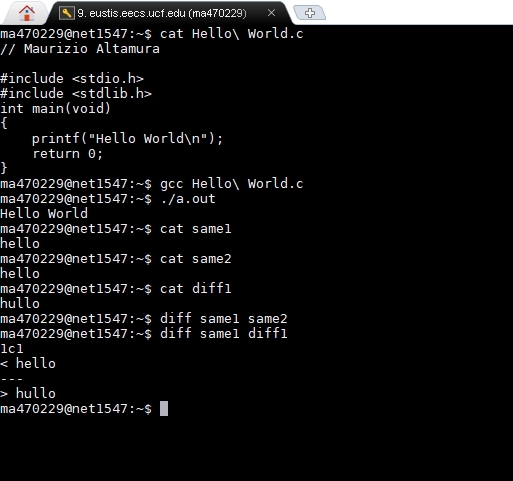 9. eustis.eecs.ucf.edu (ma470229)
ma470229@net1547:~$ cat Hello\ World.c
// Maurizio Altamura

#include <stdio.h>
#include <stdlib.h>
int main(void)
{
    printf("Hello World\n");
    return 0;
}
ma470229@net1547:~$ gcc Hello\ World.c
ma470229@net1547:~$ ./a.out
Hello World
ma470229@net1547:~$ cat same1
hello
ma470229@net1547:~$ cat same2
hello
ma470229@net1547:~$ cat diff1
hullo
ma470229@net1547:~$ diff same1 same2
ma470229@net1547:~$ diff same1 diff1
1c1
< hello
---
> hullo
ma470229@net1547:~$